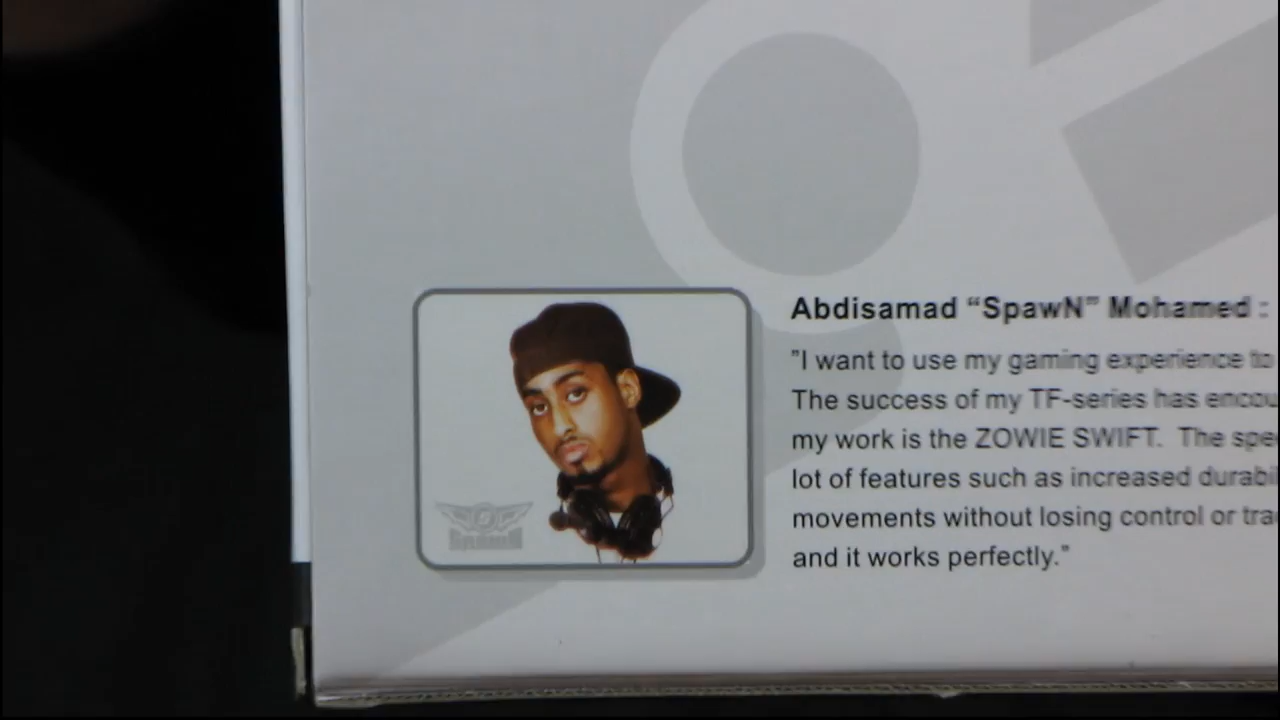 Abdisamad “SpawN” Mohamed :
"I want to use my gaming experience to
The success of my TF-series has
my work is the ZOWIE SWIFT. The
lot of features such as increased
movements without losing control or
and it works perfectly.”